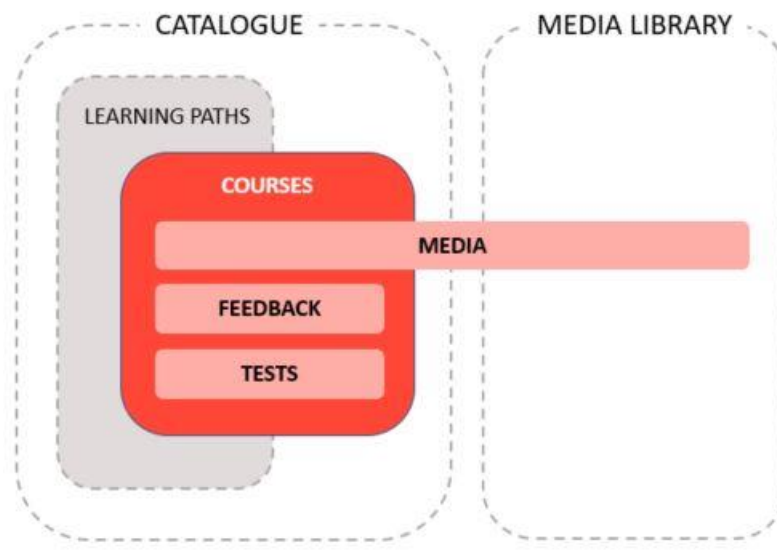 CATALOGUE
MEDIA LIBRARY
LEARNING PATHS
COURSES
MEDIA
FEEDBACK
TESTS